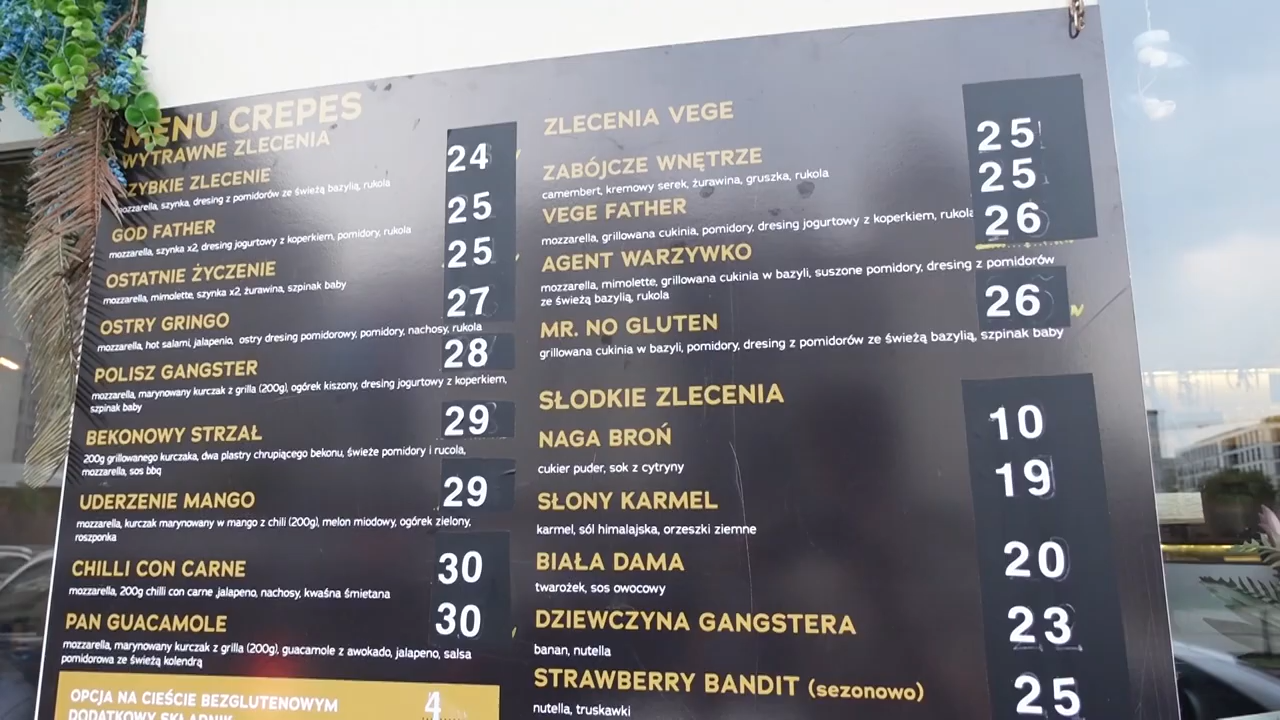 MENU CREPES
WYTRAWNE ZLECENIA
ZYBKIE ZLECENIE 24
mozzarella, szynka, dresing z pomidorów ze świeżą bazylią, rukola
GOD FATHER 25
mozzarella, szynka x2, dresing jogurtowy z koperkiem, pomidory, rukola
OSTATNIE ŻYCZENIE 25
mozzarella, mimolette, szynka x2, żurawina, szpinak baby
OSTRY GRINGO 27
mozzarella, hot salami, jalapenio, ostry dresing pomidorowy, pomidory, nachosy, rukola
POLISZ GANGSTER 28
mozzarella, marynowany kurczak z grilla (200g), ogórek kiszony, dresing jogurtowy z koperkiem,
szpinak baby
BEKONOWY STRZAŁ 29
200g grillowanego kurczaka, dwa plastry chrupiącego bekonu, świeże pomidory i rucola,
mozzarella, sos bbq
UDERZENIE MANGO 29
mozzarella, kurczak marynowany w mango z chili (200g), melon miodowy, ogórek zielony,
roszponka
CHILLI CON CARNE 30
mozzarella, 200g chilli con carne ,jalapeno, nachosy, kwaśna śmietana
PAN GUACAMOLE 30
mozzarella, marynowany kurczak z grilla (200g), guacamole z awokado, jalapeno, salsa
pomidorowa ze świeżą kolendrą
OPCJA NA CIEŚCIE BEZGLUTENOWYM 4
DODATKOWY SKŁADNIK
ZLECENIA VEGE
ZABÓJCZE WNĘTRZE 25
camembert, kremowy serek, żurawina, gruszka, rukola
VEGE FATHER 25
mozzarella, grillowana cukinia, pomidory, dresing jogurtowy z koperkiem, rukola
AGENT WARZYWKO 26
mozzarella, mimolette, grillowana cukinia w bazyli, suszone pomidory, dresing z pomidorów
ze świeżą bazylią, rukola
MR. NO GLUTEN 26
grillowana cukinia w bazyli, pomidory, dresing z pomidorów ze świeżą bazylią, szpinak baby
SŁODKIE ZLECENIA
NAGA BROŃ 10
cukier puder, sok z cytryny
SŁONY KARMEL 19
karmel, sól himalajska, orzeszki ziemne
BIAŁA DAMA 20
twarożek, sos owocowy
DZIEWCZYNA GANGSTERA 23
banan, nutella
STRAWBERRY BANDIT (sezonowo) 25
nutella, truskawki